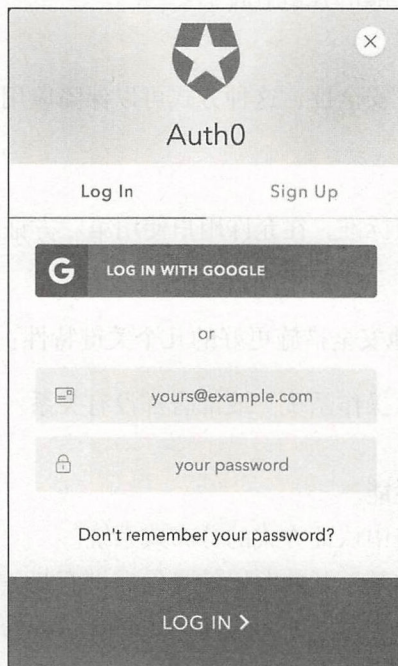 Auth0
Log In
Sign Up
G LOG IN WITH GOOGLE
or
yours@example.com
your password
Don't remember your password?
LOG IN >